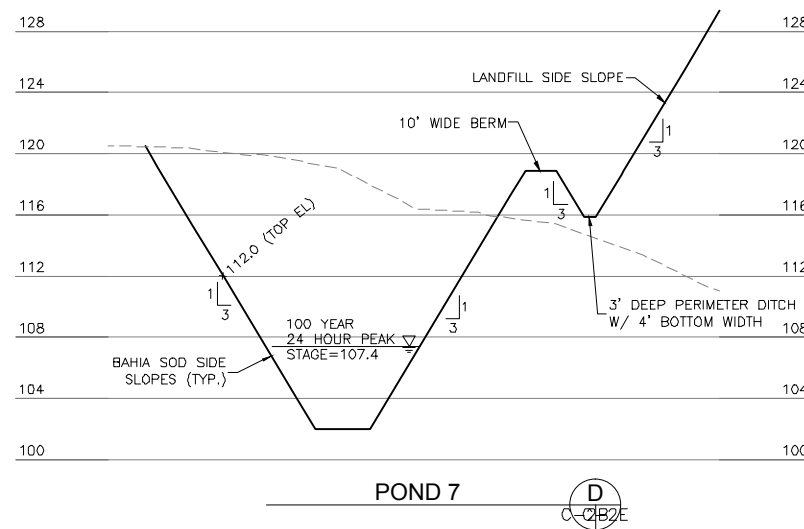 128
128
124
LANDFILL SIDE SLOPE
124
10' WIDE BERM
1
3
120
120
1
3
116
116
112.0 (TOP EL)
112
112
1
3
1
3
3' DEEP PERIMETER DITCH
W/ 4' BOTTOM WIDTH
100 YEAR
24 HOUR PEAK
STAGE=107.4
108
108
BAHIA SOD SIDE
SLOPES (TYP.)
104
104
100
100
POND 7
D